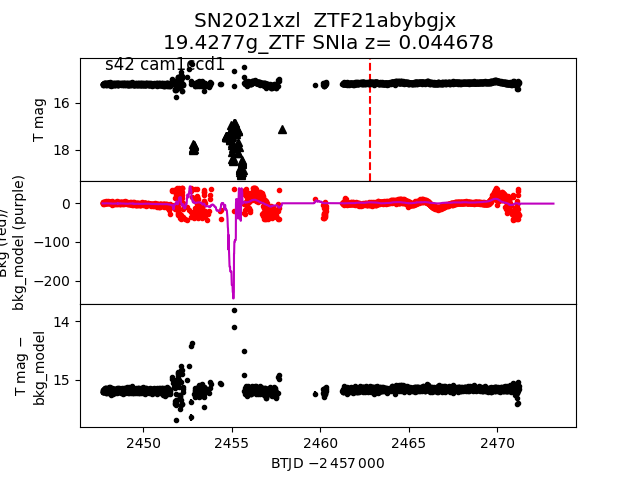 SN2021xzl ZTF21abybgjx
19.4277g_ZTF SNIa z= 0.044678
s42 cam1 ccd1
T mag
16
18
Bkg (red)/
bkg_model (purple)
0
−100
−200
T mag −
bkg_model
14
15
2450
2455
2460
2465
2470
BTJD −2 457 000